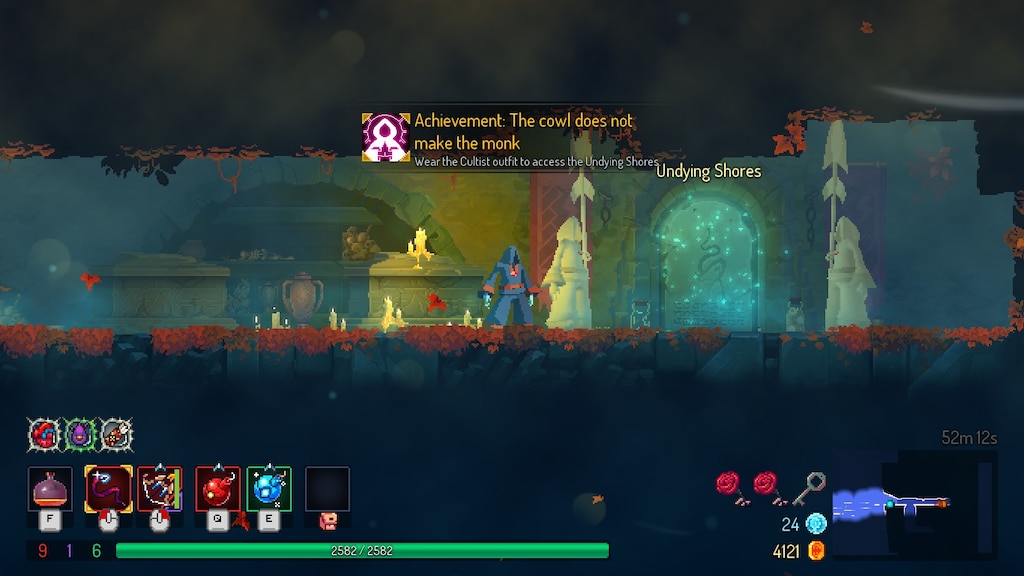 Achievement: The cowl does not
make the monk
Wear the Cultist outfit to access the Undying Shores
Undying Shores
52m 12s
F
Q
E
24
9 1 6
2582 / 2582
4121